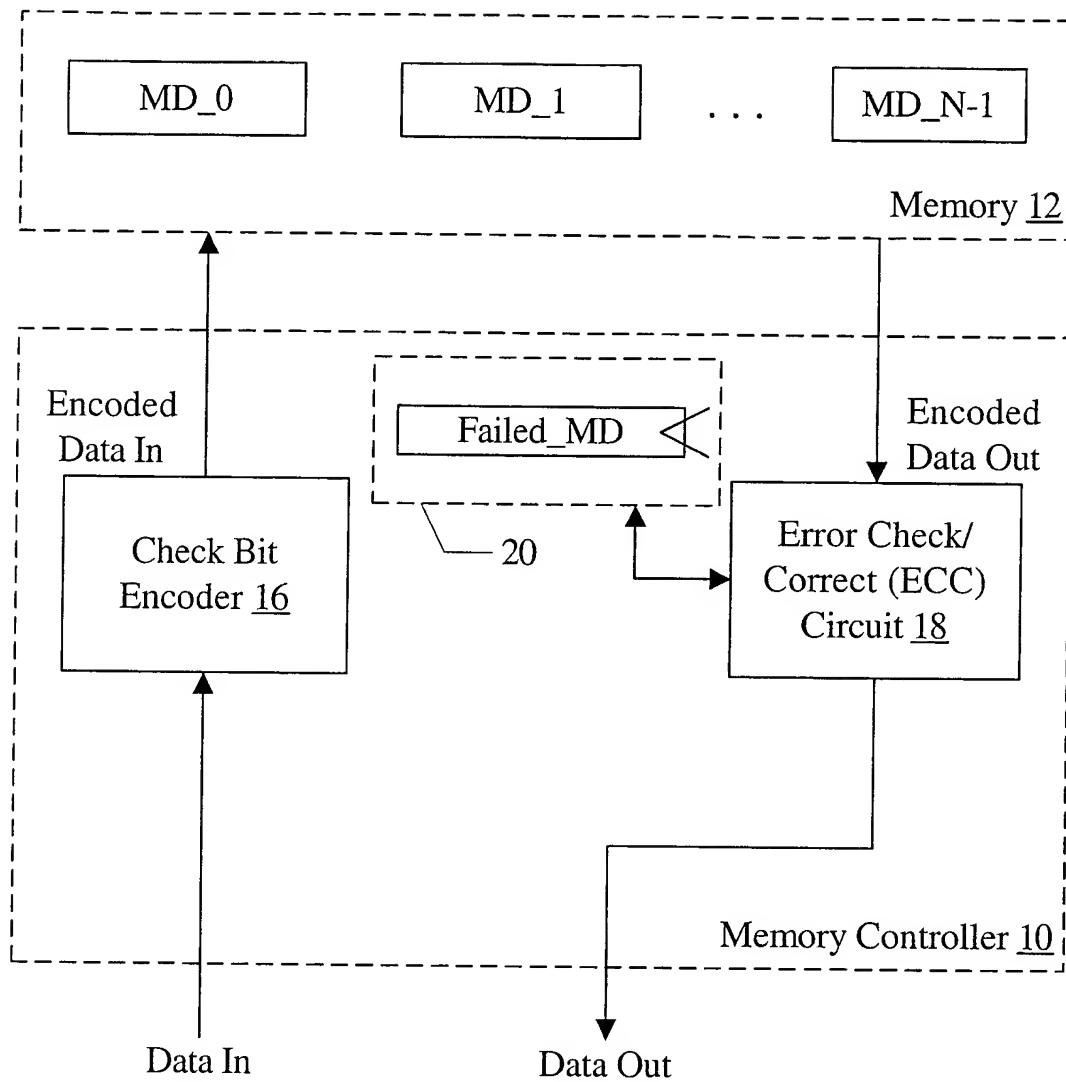 MD_0
MD_1
. . .
MD_N-1
Memory 12
Encoded
Data In
Failed_MD
Encoded
Data Out
Check Bit
Encoder 16
20
Error Check/
Correct (ECC)
Circuit 18
Memory Controller 10
Data In
Data Out